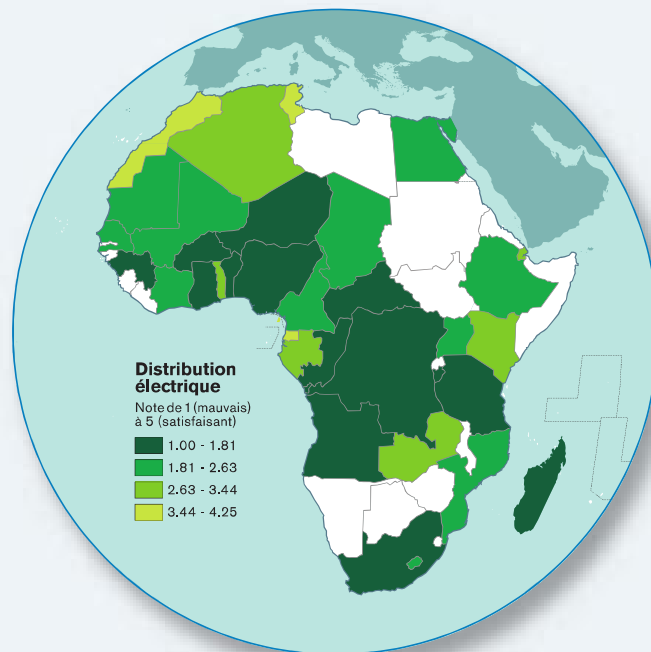 Distribution
électrique
Note de 1 (mauvais)
à 5 (satisfaisant)
1.00 - 1.81
1.81 - 2.63
2.63 - 3.44
3.44 - 4.25